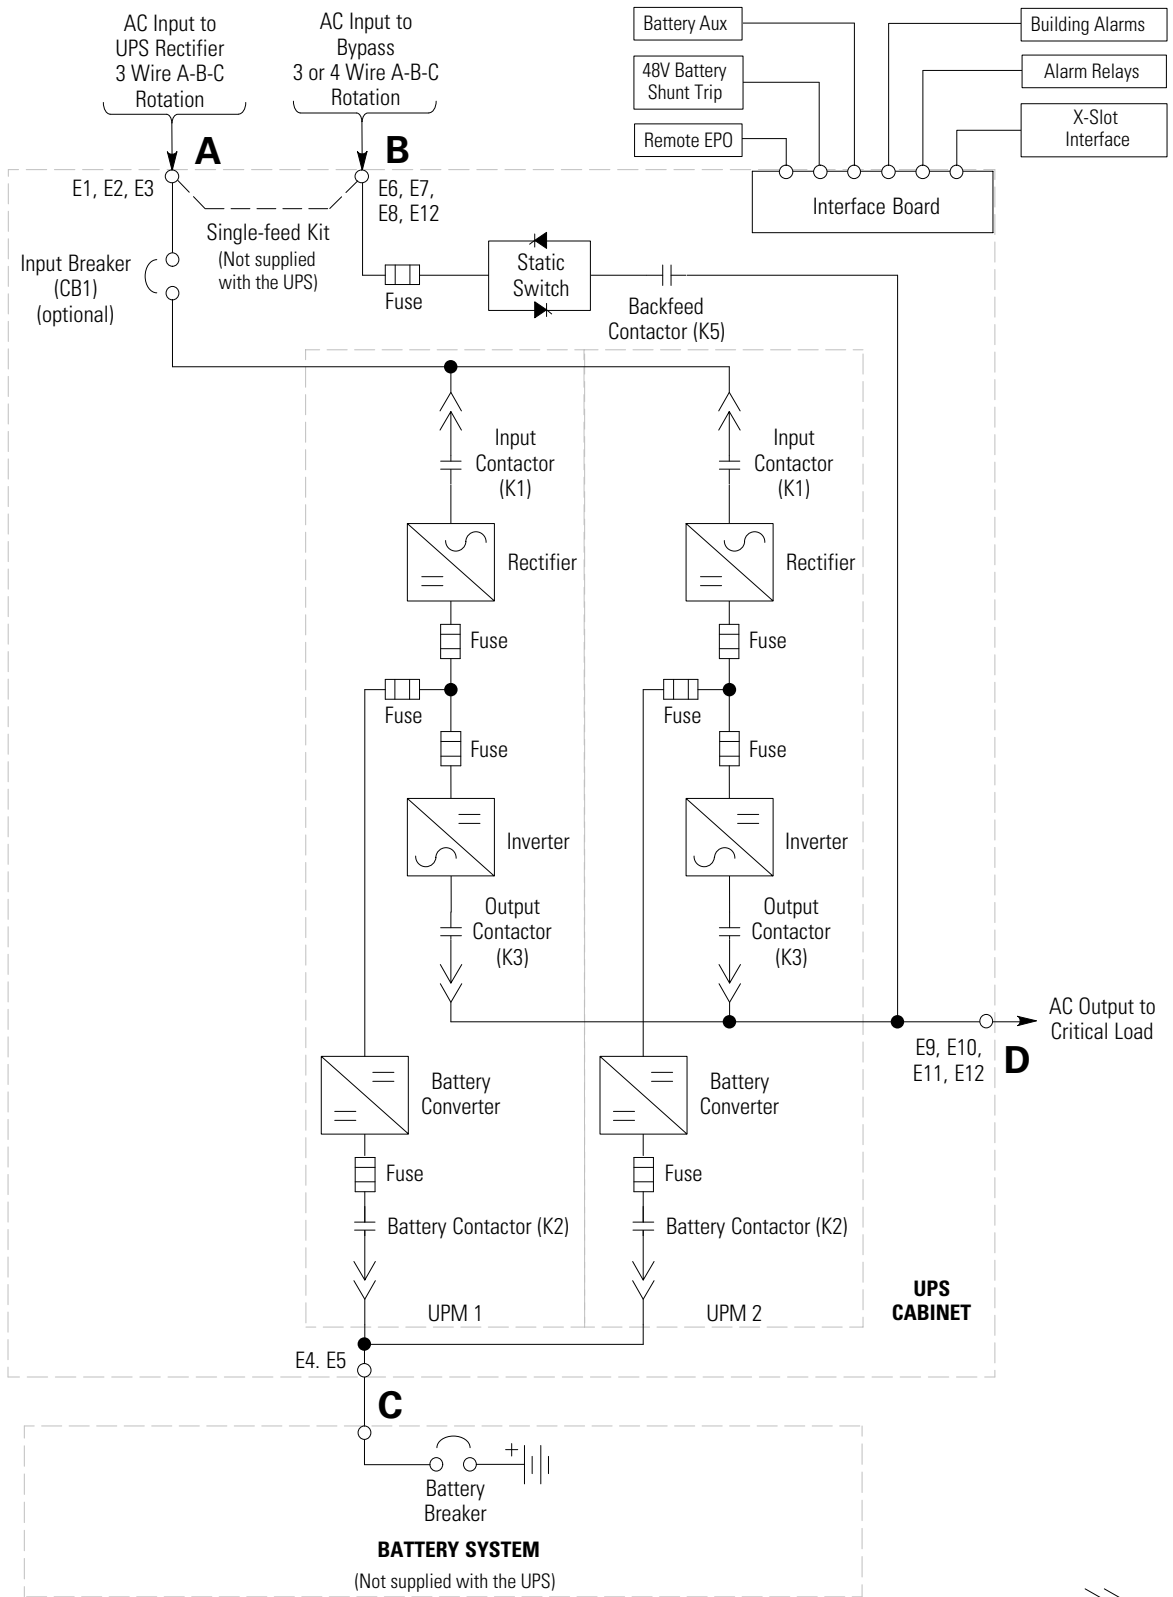 AC Input to
UPS Rectifier
3 Wire A-B-C
Rotation
AC Input to
Bypass
3 or 4 Wire A-B-C
Rotation
Battery Aux
48V Battery
Shunt Trip
Remote EPO
Building Alarms
Alarm Relays
X-Slot
Interface
Interface Board
A
B
E1, E2, E3
E6, E7,
E8, E12
Single-feed Kit
(Not supplied
with the UPS)
Input Breaker
(CB1)
(optional)
Fuse
Static
Switch
Backfeed
Contactor (K5)
Input
Contactor
(K1)
Input
Contactor
(K1)
Rectifier
Rectifier
Fuse
Fuse
Fuse
Fuse
Fuse
Fuse
Inverter
Inverter
Output
Contactor
(K3)
Output
Contactor
(K3)
AC Output to
Critical Load
E9, E10,
E11, E12
D
Battery
Converter
Battery
Converter
Fuse
Fuse
Battery Contactor (K2)
Battery Contactor (K2)
UPM 1
UPM 2
UPS
CABINET
E4. E5
C
+
Battery
Breaker
BATTERY SYSTEM
(Not supplied with the UPS)